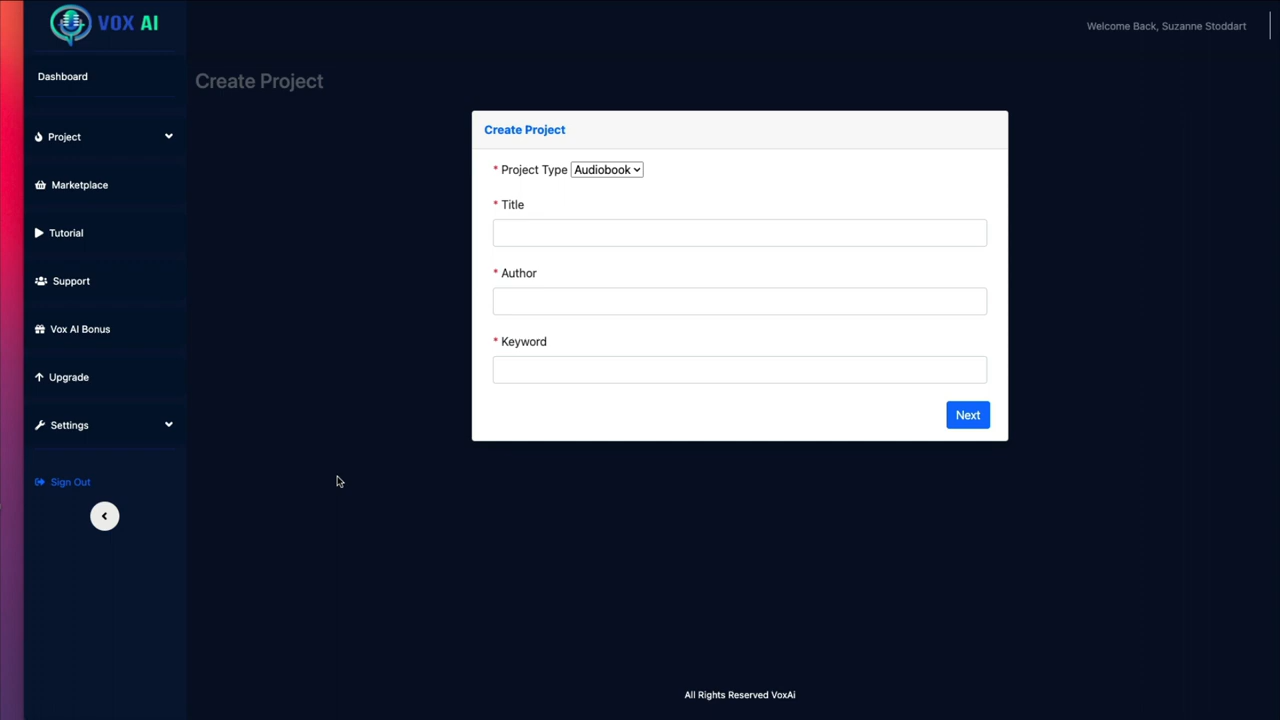 VOX AI
Welcome Back, Suzanne Stoddart
Dashboard
Create Project
Project
Marketplace
Tutorial
Support
Vox AI Bonus
Upgrade
Settings
Sign Out
Create Project
* Project Type Audiobook
* Title
* Author
* Keyword
Next
All Rights Reserved VoxAi